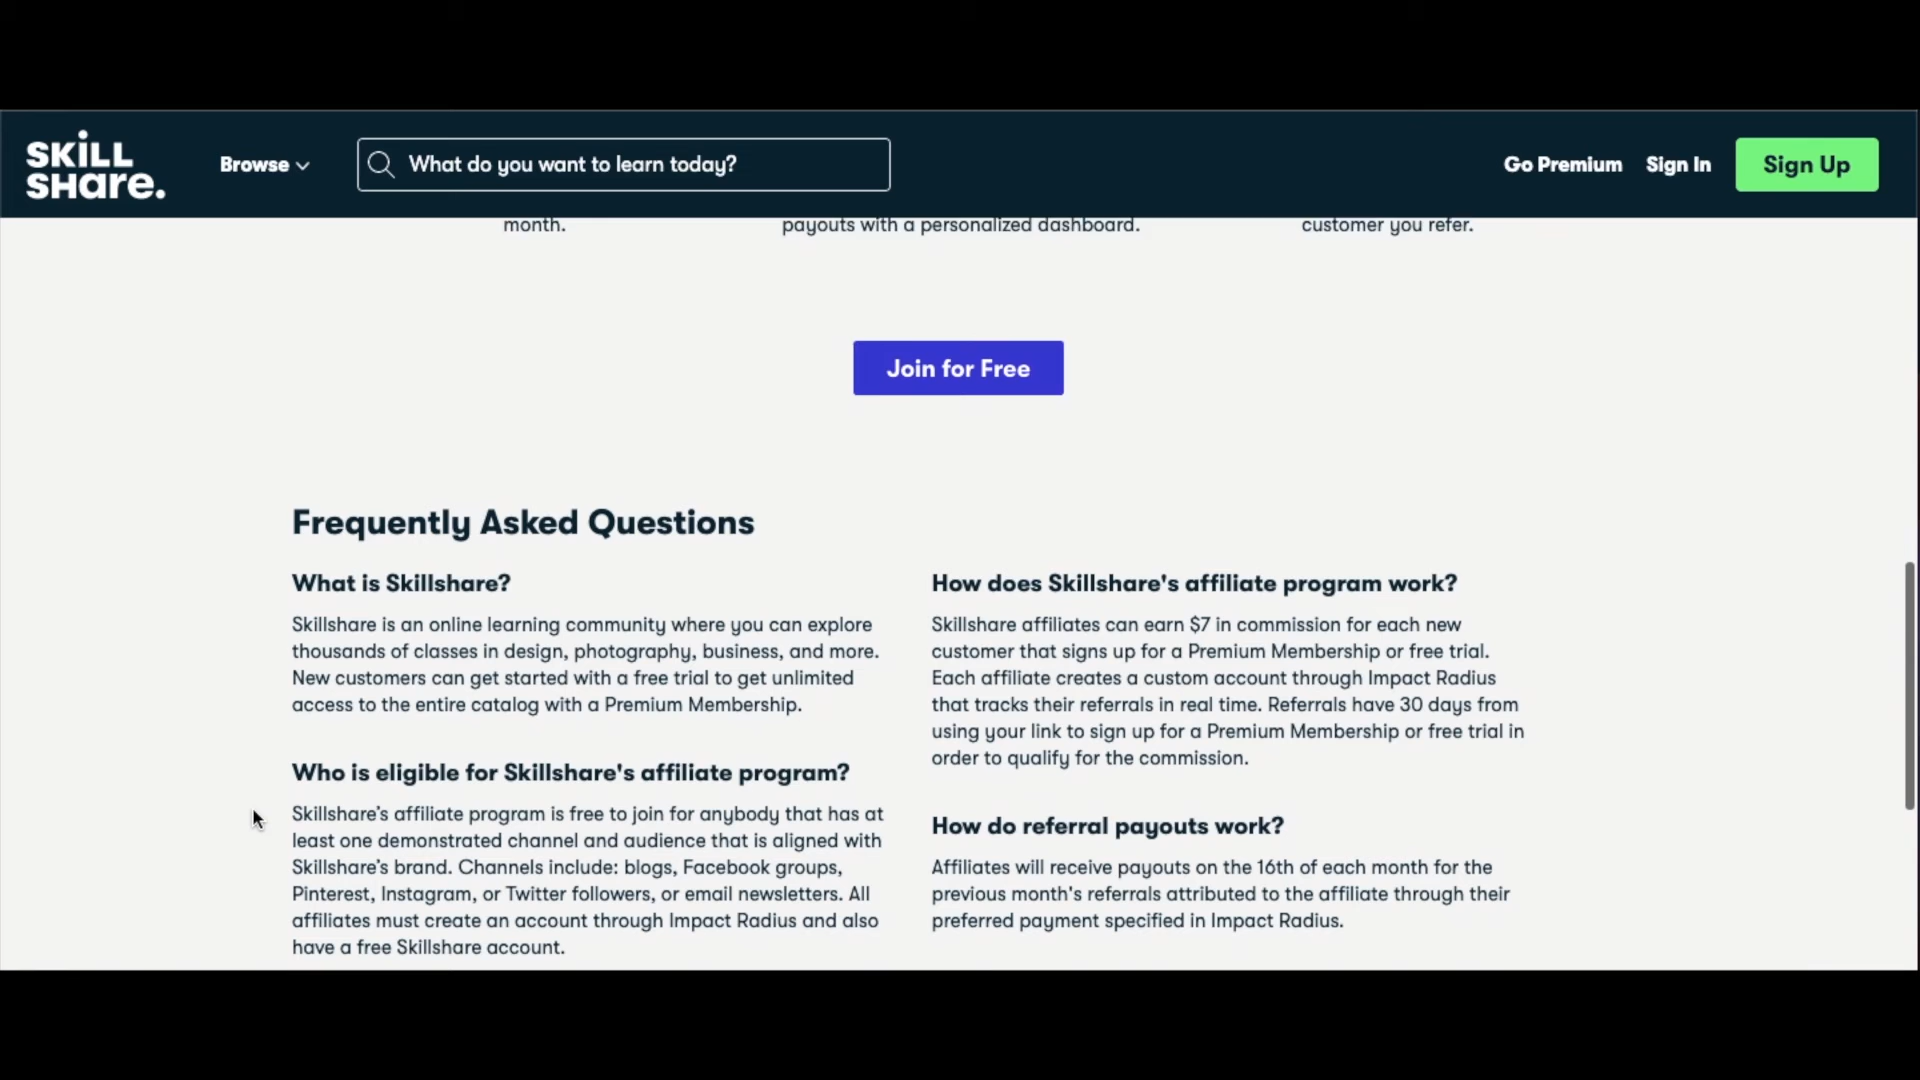 SKILL
SHARE.
Browse
What do you want to learn today?
Go Premium
Sign In
Sign Up
month.
payouts with a personalized dashboard.
customer you refer.
Join for Free
Frequently Asked Questions
What is Skillshare?
Skillshare is an online learning community where you can explore
thousands of classes in design, photography, business, and more.
New customers can get started with a free trial to get unlimited
access to the entire catalog with a Premium Membership.
Who is eligible for Skillshare's affiliate program?
Skillshare’s affiliate program is free to join for anybody that has at
least one demonstrated channel and audience that is aligned with
Skillshare’s brand. Channels include: blogs, Facebook groups,
Pinterest, Instagram, or Twitter followers, or email newsletters. All
affiliates must create an account through Impact Radius and also
have a free Skillshare account.
How does Skillshare's affiliate program work?
Skillshare affiliates can earn $7 in commission for each new
customer that signs up for a Premium Membership or free trial.
Each affiliate creates a custom account through Impact Radius
that tracks their referrals in real time. Referrals have 30 days from
using your link to sign up for a Premium Membership or free trial in
order to qualify for the commission.
How do referral payouts work?
Affiliates will receive payouts on the 16th of each month for the
previous month's referrals attributed to the affiliate through their
preferred payment specified in Impact Radius.